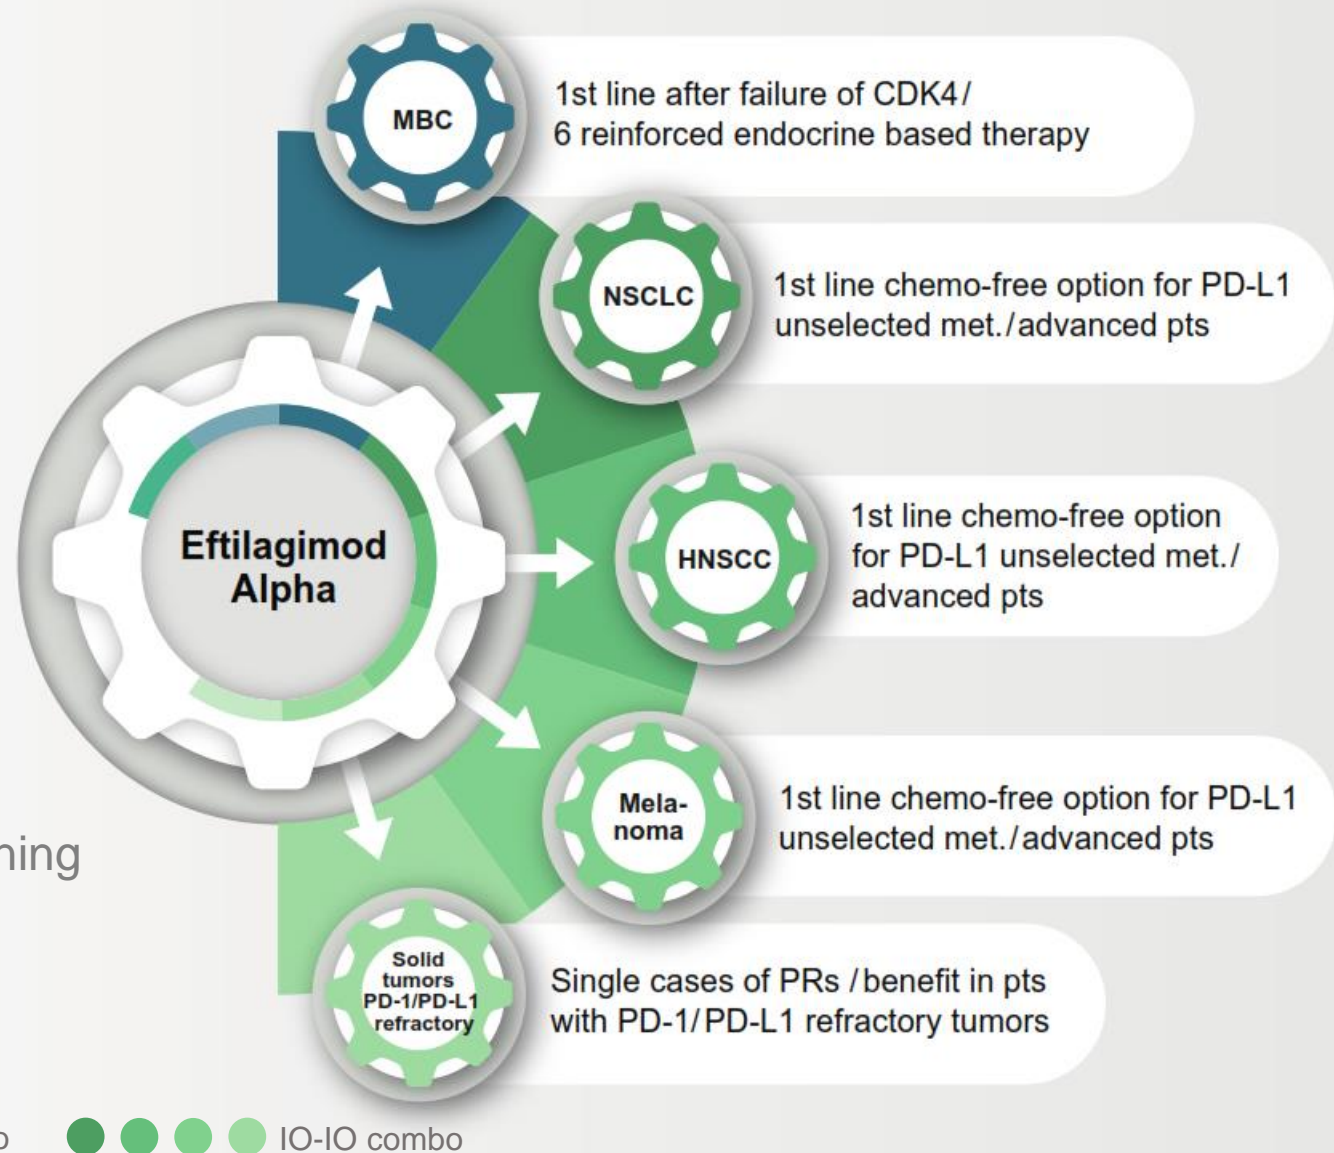 MBC
1st line after failure of CDK4/
6 reinforced endocrine based therapy
NSCLC
1st line chemo-free option for PD-L1
unselected met./advanced pts
Eftilagimod
Alpha
HNSCC
1st line chemo-free option
for PD-L1 unselected met./
advanced pts
Mela-
noma
1st line chemo-free option for PD-L1
unselected met./advanced pts
Solid
tumors
PD-1/PD-L1
refractory
Single cases of PRs /benefit in pts
with PD-1/PD-L1 refractory tumors
IO-IO combo